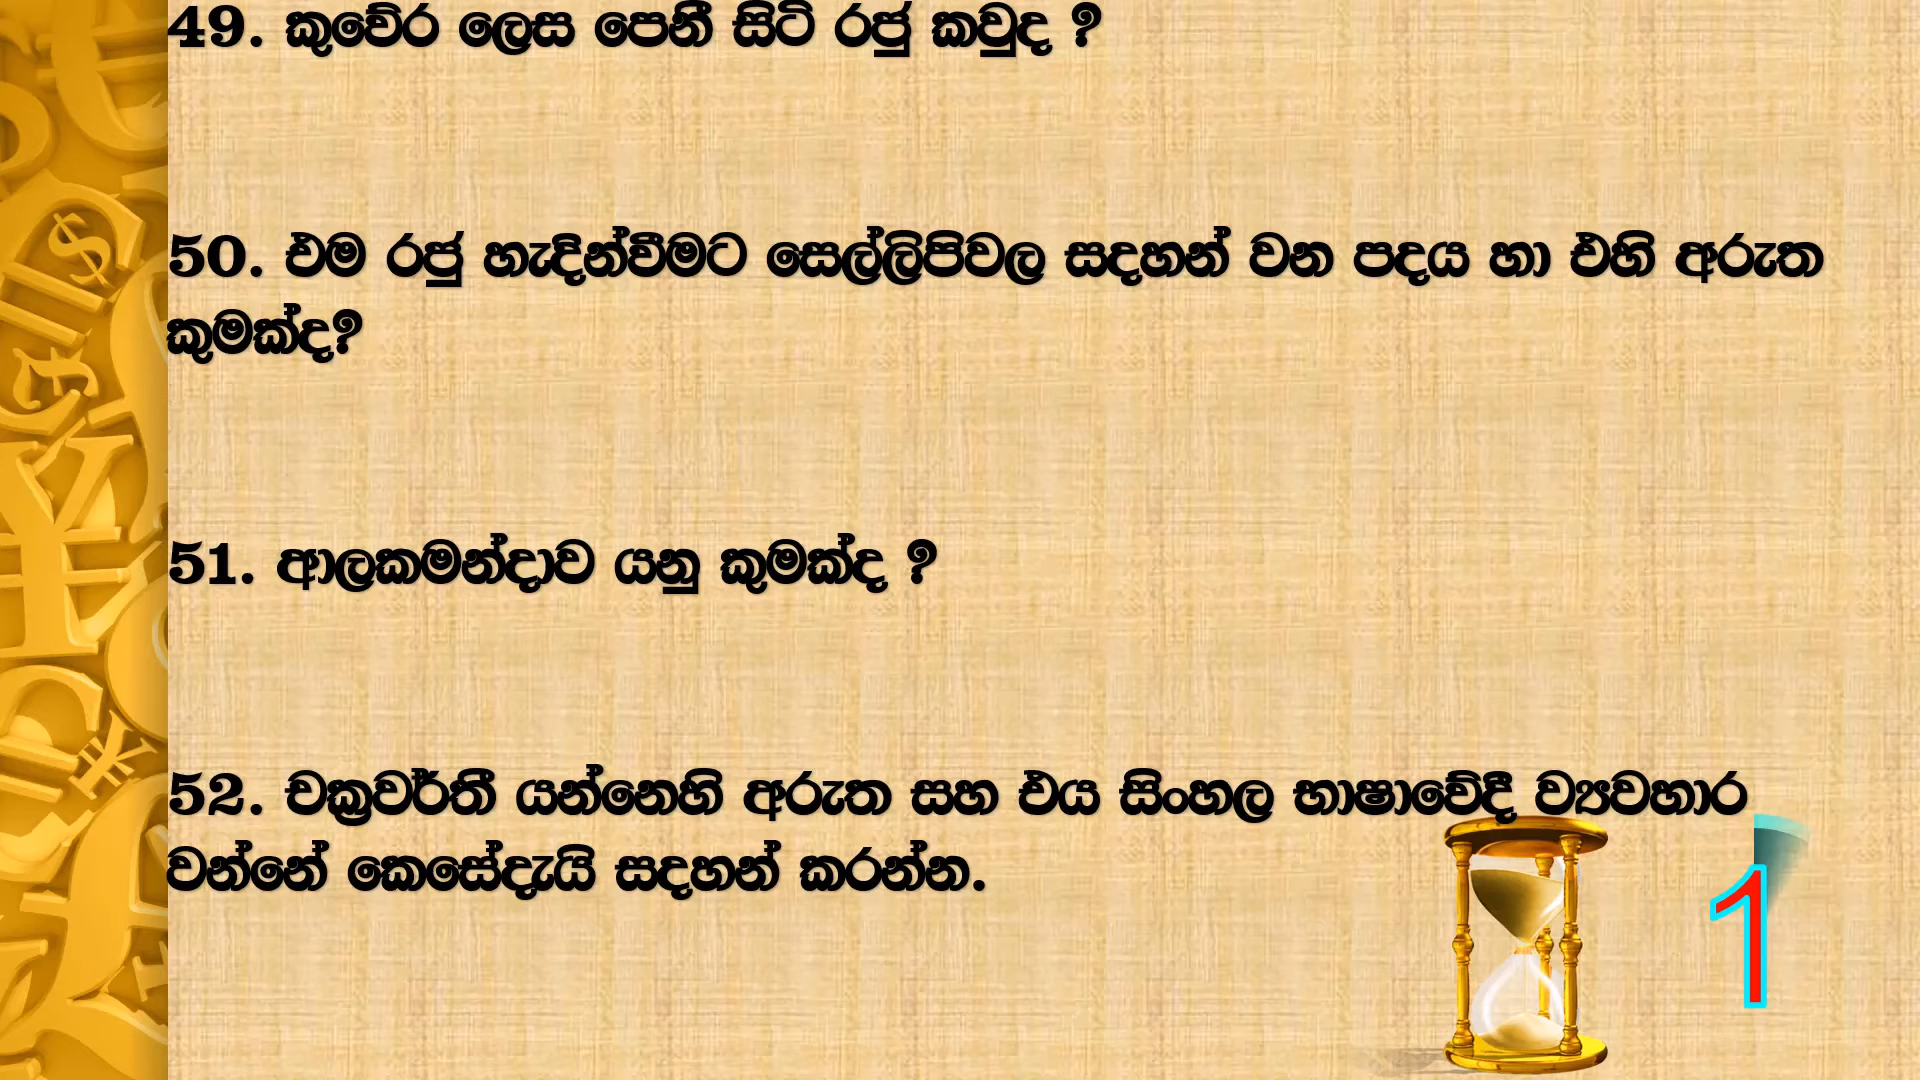 49. කුවේර ලෙස පෙනී සිටි රජු කවුද ?
50. එම රජු හැඳින්වීමට සෙල්ලිපිවල සඳහන් වන පදය හා එහි අරුත
කුමක්ද?
51. ආලකමන්දාව යනු කුමක්ද ?
52. චක්‍රවර්තී යන්නෙහි අරුත සහ එය සිංහල භාෂාවේදී ව්‍යවහාර
වන්නේ කෙසේදැයි සඳහන් කරන්න.
1